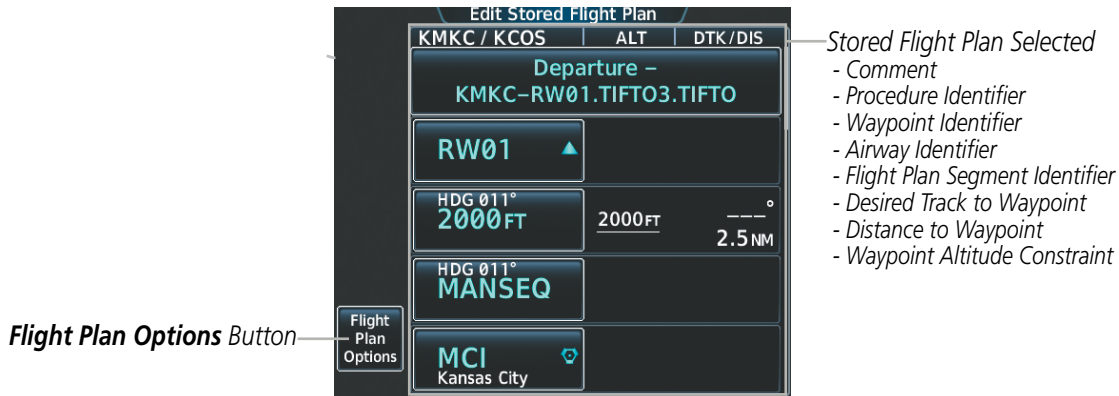 Edit Stored Flight Plan
KMKC / KCOS ALT DTK/DIS
Departure –
KMKC–RW01.TIFTO3.TIFTO
RW01
HDG 011°
2000FT 2000FT ___°
2.5NM
HDG 011°
MANSEQ
Flight
Plan
Options
MCI
Kansas City
Flight Plan Options Button
Stored Flight Plan Selected
- Comment
- Procedure Identifier
- Waypoint Identifier
- Airway Identifier
- Flight Plan Segment Identifier
- Desired Track to Waypoint
- Distance to Waypoint
- Waypoint Altitude Constraint